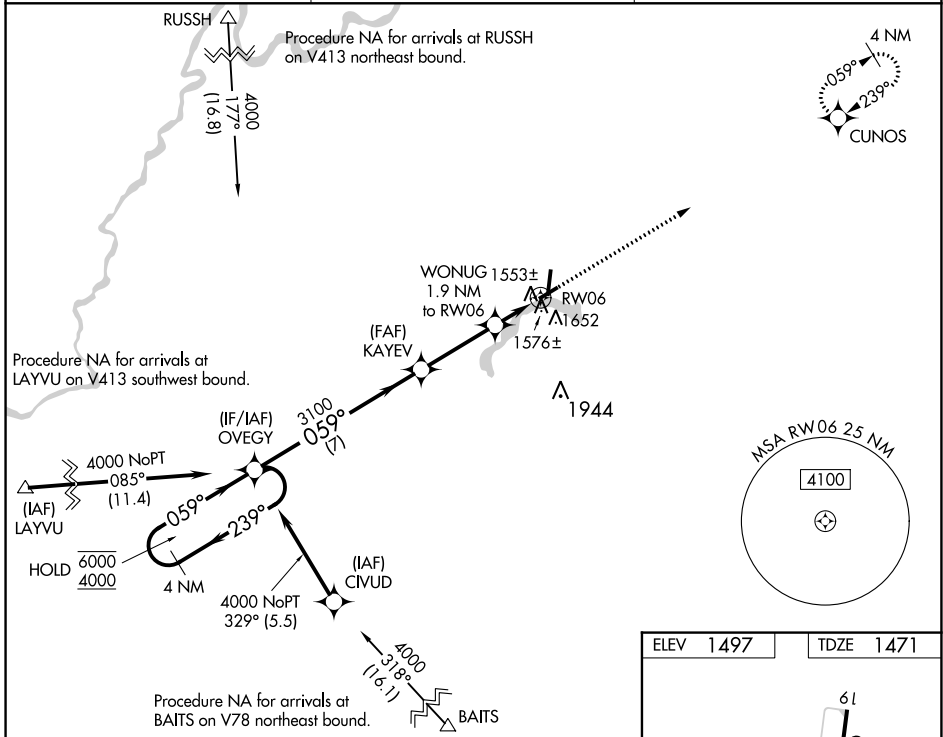 RUSSH
Procedure NA for arrivals at RUSSH
on V413 northeast bound.
4000
177°
(16.8)
4 NM
059°
239°
CUNOS
WONUG
1.9 NM
to RW06
1553±
RW06
1652
1576±
(FAF)
KAYEV
1944
Procedure NA for arrivals at
LAYVU on V413 southwest bound.
(IF/IAF)
OVEGY
3100
059°
(7)
4000 NoPT
085°
(11.4)
(IAF)
LAYVU
059°
239°
HOLD
6000
4000
4 NM
(IAF)
CIVUD
4000 NoPT
329° (5.5)
4000
318°
(16.1)
BAITS
Procedure NA for arrivals at
BAITS on V78 northeast bound.
MSA RW06 25 NM
4100
ELEV 1497
TDZE 1471
19